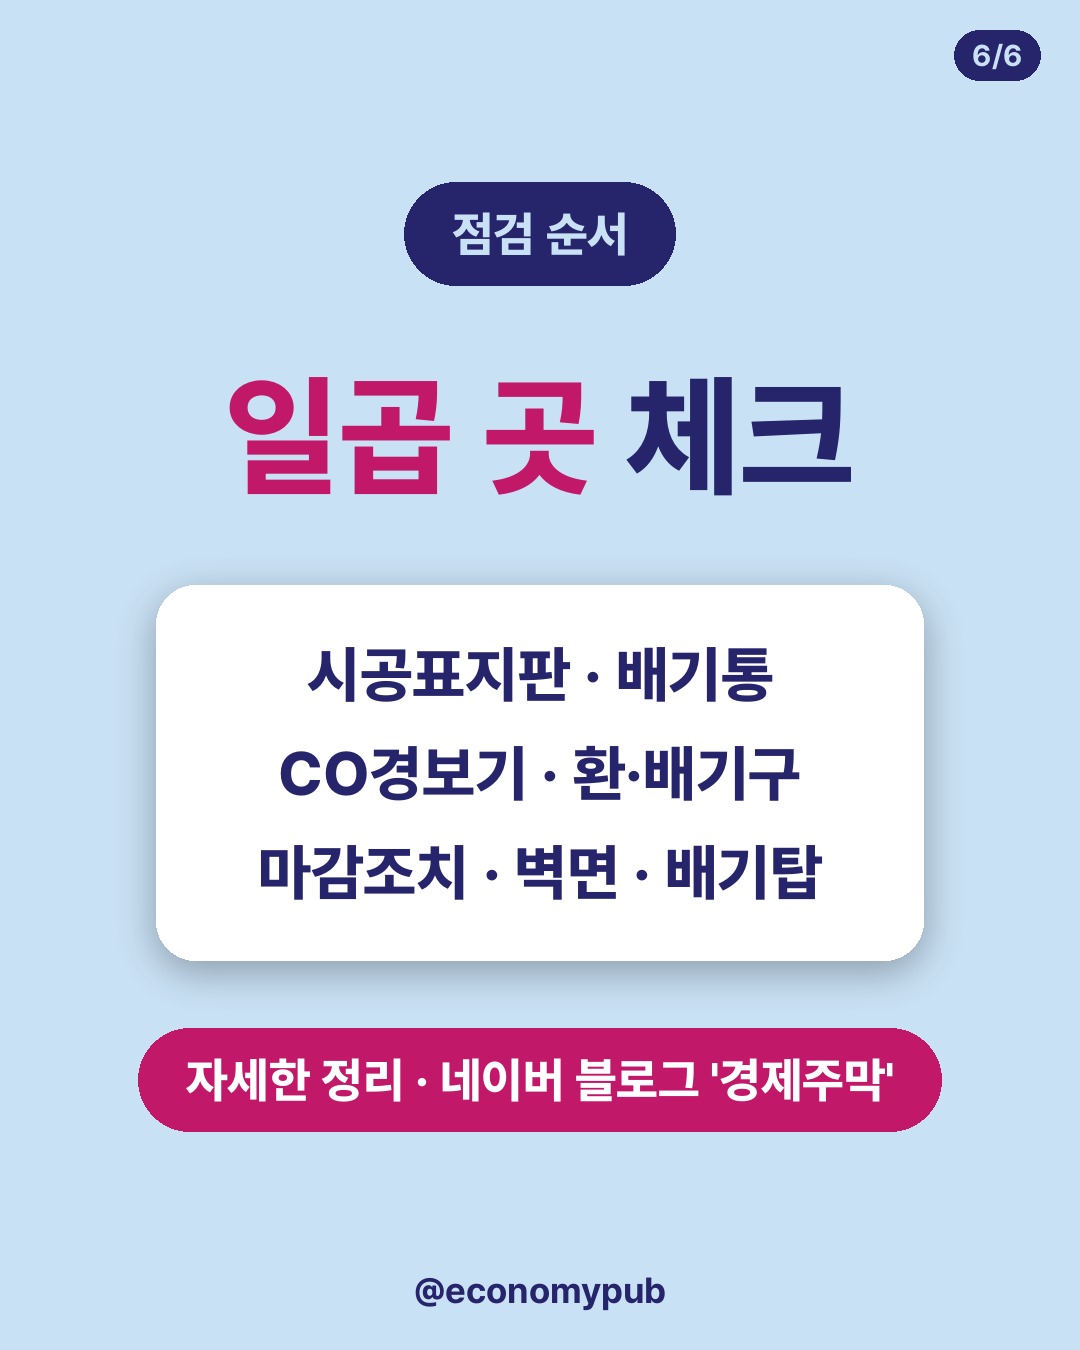 6/6
점검 순서
일곱 곳 체크
시공표지판 · 배기통
CO경보기 · 환·배기구
마감조치 · 벽면 · 배기탑
자세한 정리 · 네이버 블로그 '경제주막'
@economypub